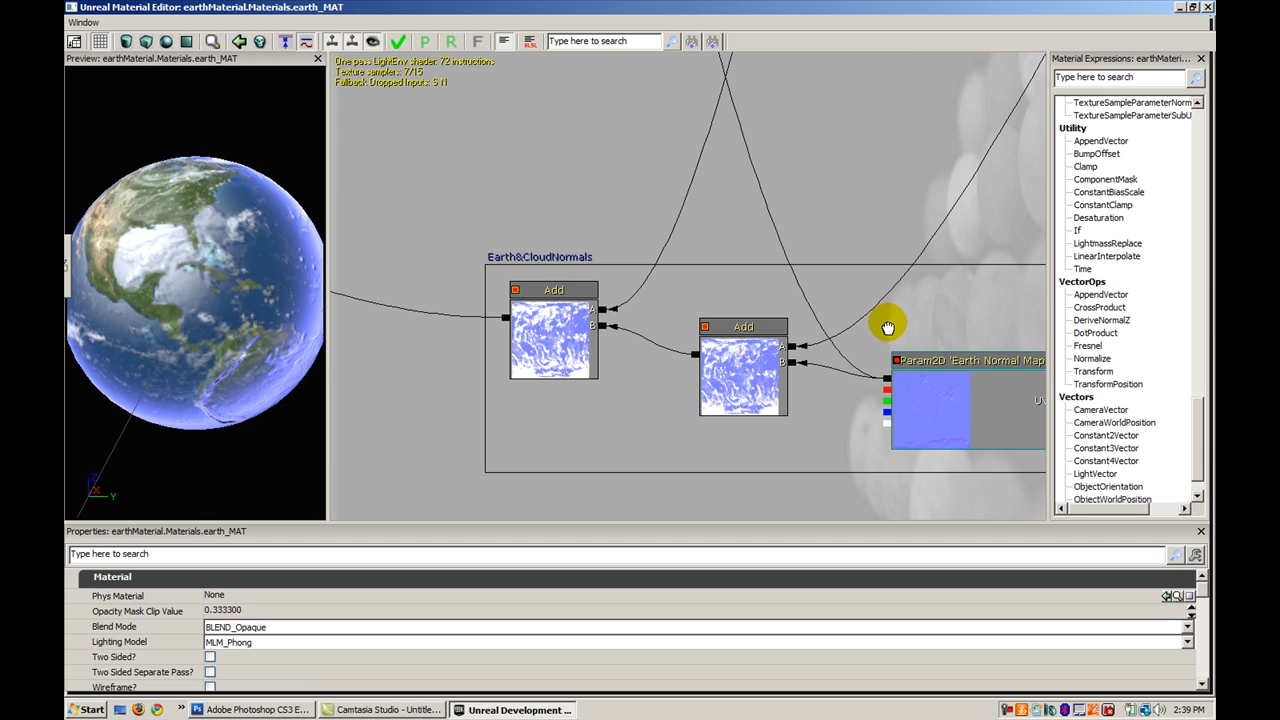 Unreal Material Editor: earthMaterial.Materials.earth_MAT
Window
P R F HLSL Type here to search
Preview: earthMaterial.Materials.earth_MAT
Material Expressions: earthMateri...
One pass LightEnv shader: 72 instructions
Texture samplers: 7/15
Fallback Dropped Inputs: S N
Type here to search
TextureSampleParameterNorm
TextureSampleParameterSubU
Utility
AppendVector
BumpOffset
Clamp
ComponentMask
ConstantBiasScale
ConstantClamp
Desaturation
If
LightmassReplace
LinearInterpolate
Time
VectorOps
AppendVector
CrossProduct
DeriveNormalZ
DotProduct
Fresnel
Normalize
Transform
TransformPosition
Vectors
CameraVector
CameraWorldPosition
Constant2Vector
Constant3Vector
Constant4Vector
LightVector
ObjectOrientation
ObjectWorldPosition
Earth&CloudNormals
Add
A
B
Add
A
B
Param2D 'Earth Normal Map
UV
Z
X
Y
Properties: earthMaterial.Materials.earth_MAT
Type here to search
Material
Phys Material None
Opacity Mask Clip Value 0.333300
Blend Mode BLEND_Opaque
Lighting Model MLM_Phong
Two Sided?
Two Sided Separate Pass?
Wireframe?
Start » Adobe Photoshop CS3 E... Camtasia Studio - Untitle... Unreal Development ... 2:39 PM